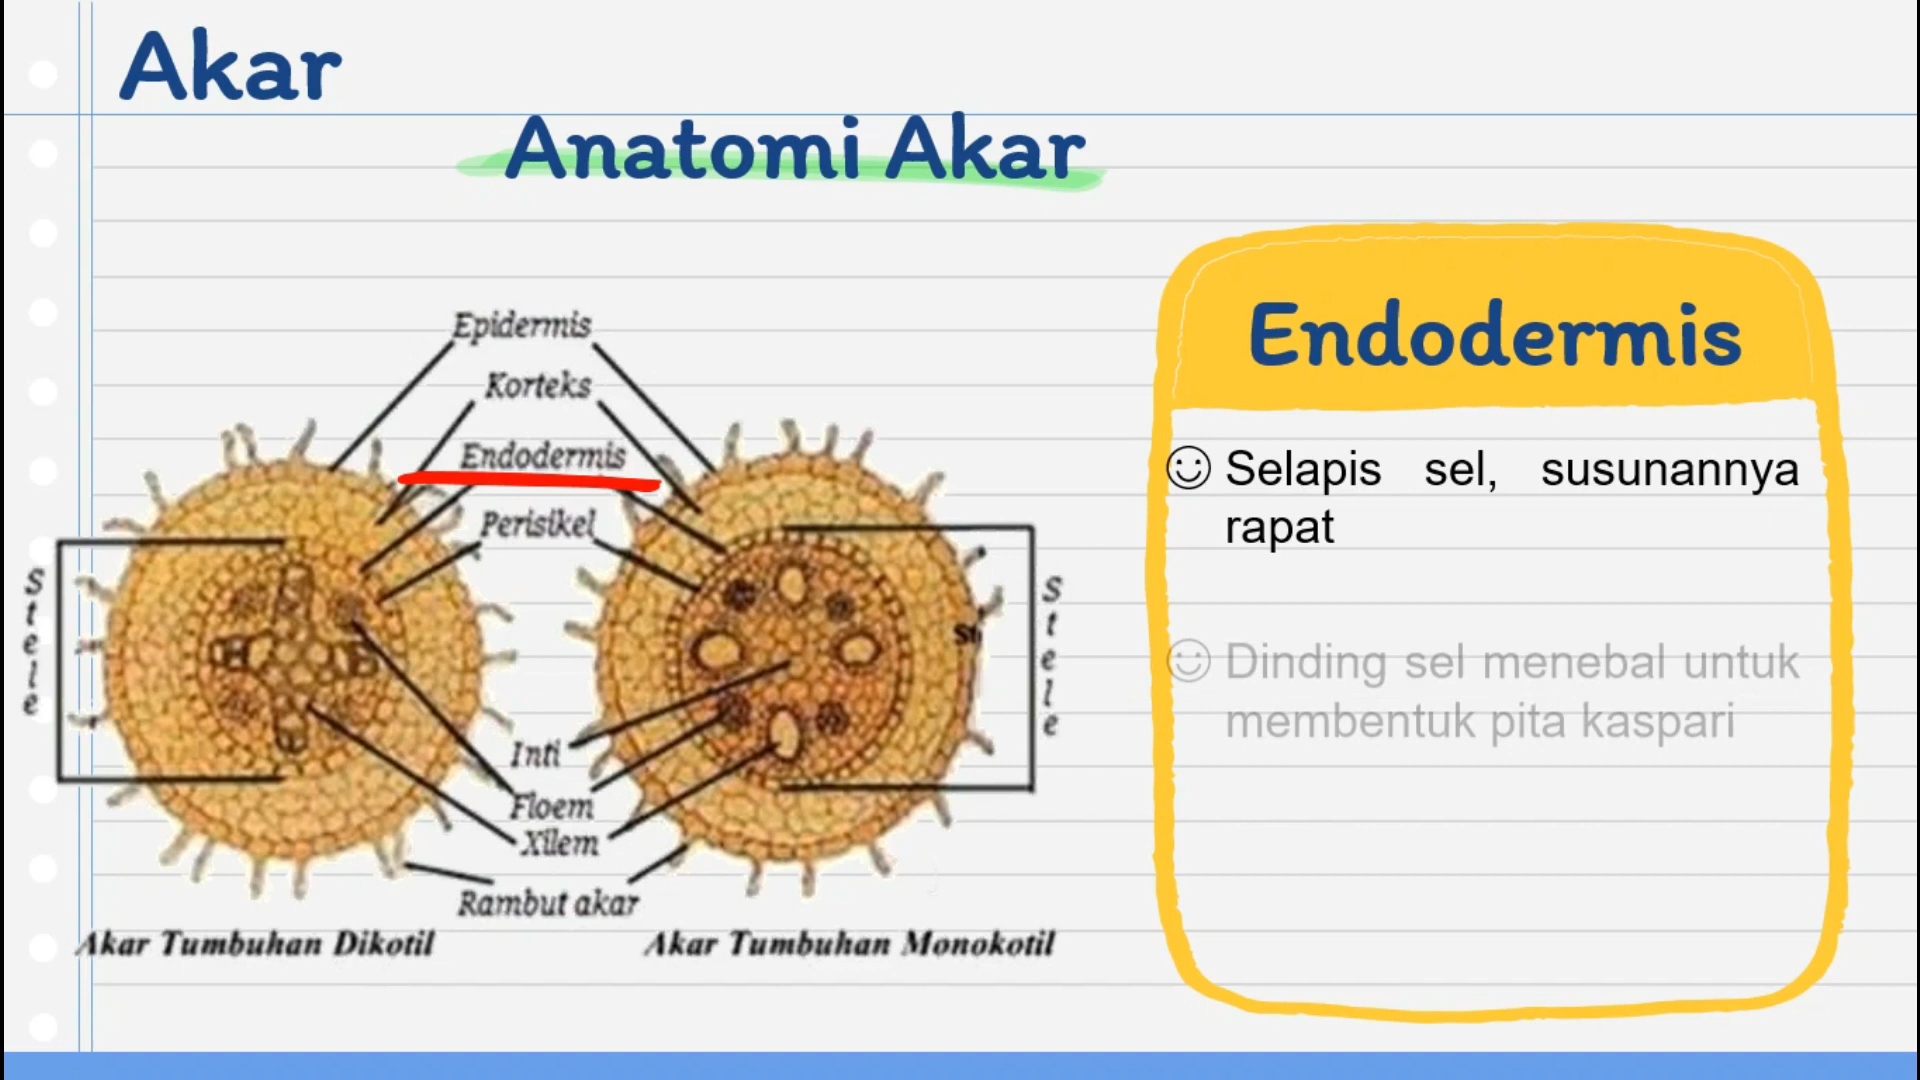 Akar
Anatomi Akar
Epidermis
Korteks
Endodermis
Perisikel
Stele
Stele
Inti
Floem
Xilem
Rambut akar
Akar Tumbuhan Dikotil
Akar Tumbuhan Monokotil
Endodermis
Selapis sel, susunannya
rapat
Dinding sel menebal untuk
membentuk pita kaspari